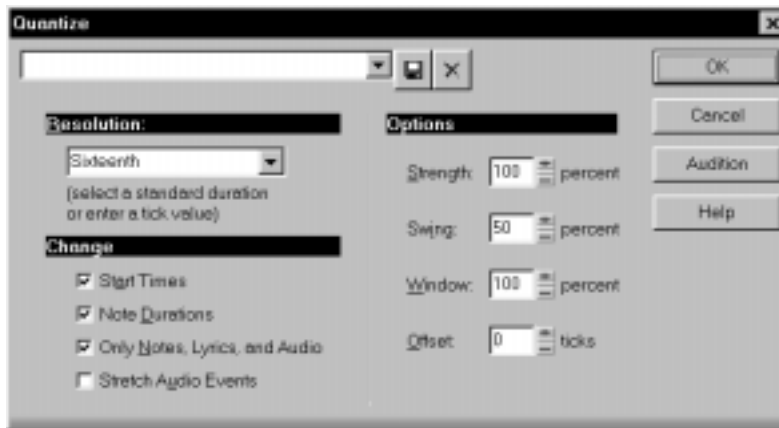 Quantize
OK
Resolution:
Sixteenth
(select a standard duration
or enter a tick value)
Change
Start Times
Note Durations
Only Notes, Lyrics, and Audio
Stretch Audio Events
Options
Strength: 100 percent
Swing: 50 percent
Window: 100 percent
Offset: 0 ticks
Cancel
Audition
Help